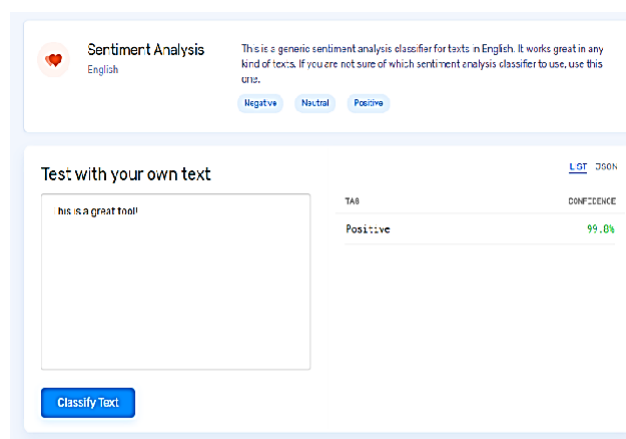 Sentiment Analysis
English
This is a generic sentiment analysis classifier for texts in English. It works great in any
kind of texts. If you are not sure of which sentiment analysis classifier to use, use this
one.
Negative Neutral Positive
Test with your own text
LIST JSON
This is a great tool!
TAG CONFIDENCE
Positive 99.8%
Classify Text